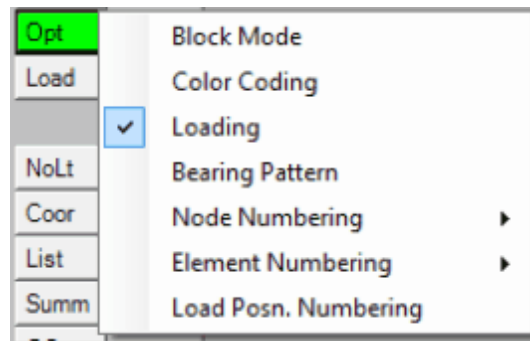 Opt
Load
NoLt
Coor
List
Summ
Block Mode
Color Coding
Loading
Bearing Pattern
Node Numbering
Element Numbering
Load Posn. Numbering